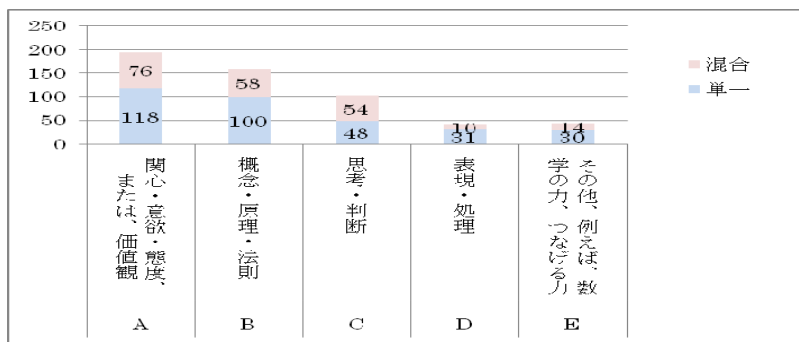 250
200
150
100
50
0
76
118
58
100
54
48
10
31
14
30
混合
単一
関心・意欲・態度、
または、価値観
概念・原理・法則
思考・判断
表現・処理
その他、例えば、数
学の力、つなげる力
A
B
C
D
E